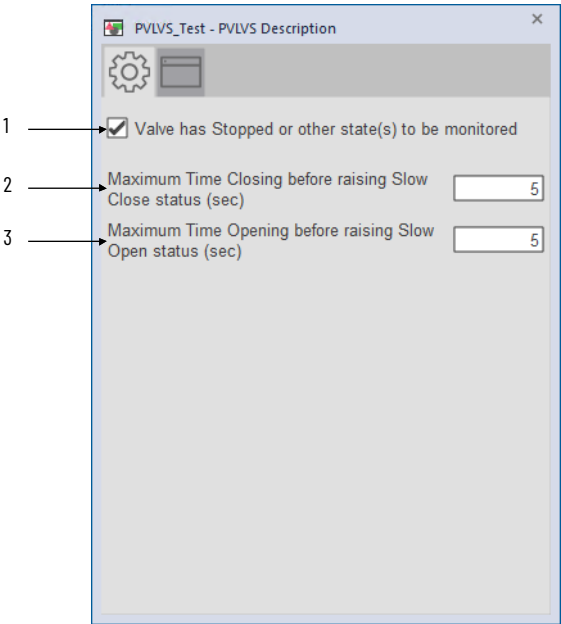 PVLVS_Test - PVLVS Description
1
Valve has Stopped or other state(s) to be monitored
2
Maximum Time Closing before raising Slow
Close status (sec)
5
3
Maximum Time Opening before raising Slow
Open status (sec)
5